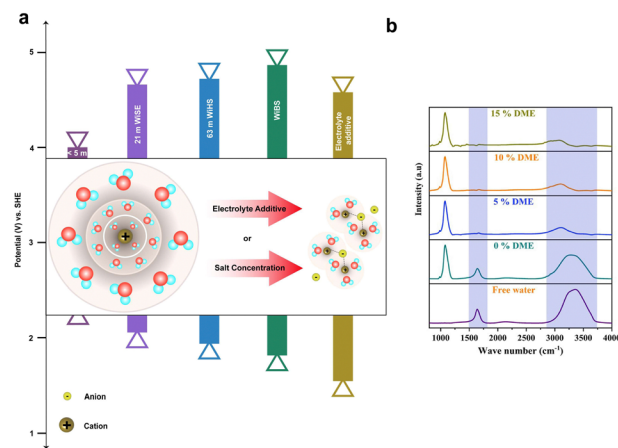 a
b
Potential (V) vs. SHE
5
4
3
2
1
< 5 m
21 m WiSE
63 m WiHS
WiBS
Electrolyte
additive
+
Electrolyte Additive
or
Salt Concentration
Anion
+
Cation
Intensity (a.u)
15 % DME
10 % DME
5 % DME
0 % DME
Free water
1000 1500 2000 2500 3000 3500 4000
Wave number (cm-1)